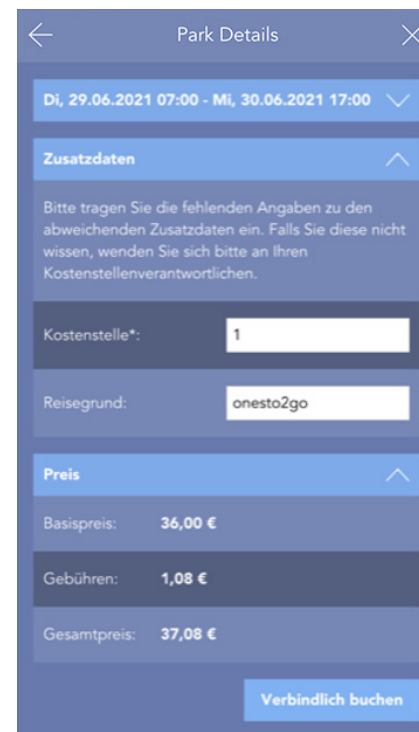 Park Details
Di, 29.06.2021 07:00 - Mi, 30.06.2021 17:00
Zusatzdaten
Bitte tragen Sie die fehlenden Angaben zu den
abweichenden Zusatzdaten ein. Falls Sie diese nicht
wissen, wenden Sie sich bitte an Ihren
Kostenstellenverantwortlichen.
Kostenstelle*: 1
Reisegrund: onesto2go
Preis
Basispreis: 36,00 €
Gebühren: 1,08 €
Gesamtpreis: 37,08 €
Verbindlich buchen